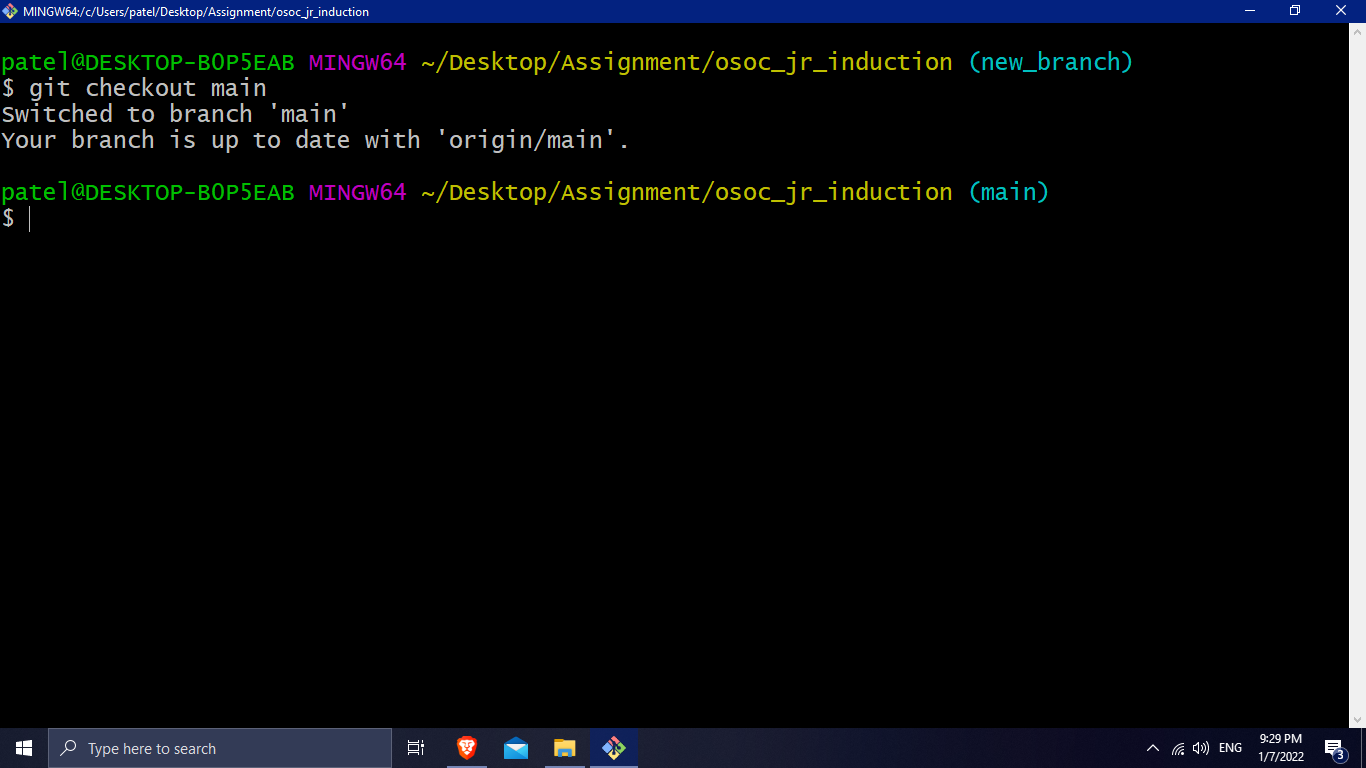 MINGW64:/c/Users/patel/Desktop/Assignment/osoc_jr_induction
patel@DESKTOP-B0P5EAB MINGW64 ~/Desktop/Assignment/osoc_jr_induction (new_branch)
$ git checkout main
Switched to branch 'main'
Your branch is up to date with 'origin/main'.
patel@DESKTOP-B0P5EAB MINGW64 ~/Desktop/Assignment/osoc_jr_induction (main)
$
Type here to search
ENG
9:29 PM
1/7/2022
3